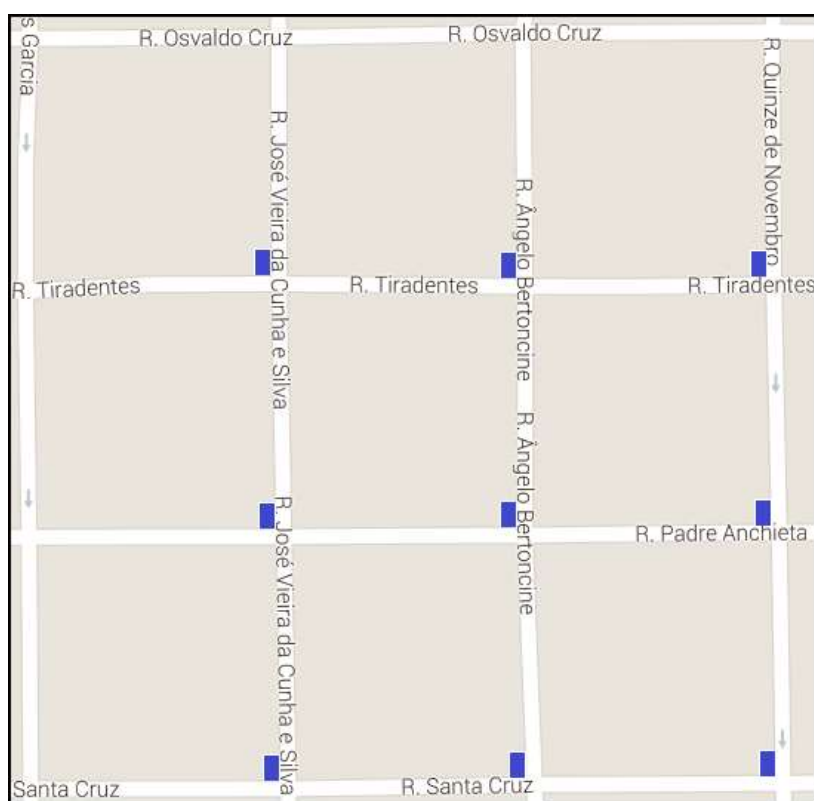 s Garcia
R. Osvaldo Cruz
R. Osvaldo Cruz
R. Quinze de Novembro
R. José Vieira da Cunha e Silva
R. Ângelo Bertoncine
R. Tiradentes
R. Tiradentes
R. Tiradentes
R. Ângelo Bertoncine
R. José Vieira da Cunha e Silva
R. Padre Anchieta
Santa Cruz
R. Santa Cruz